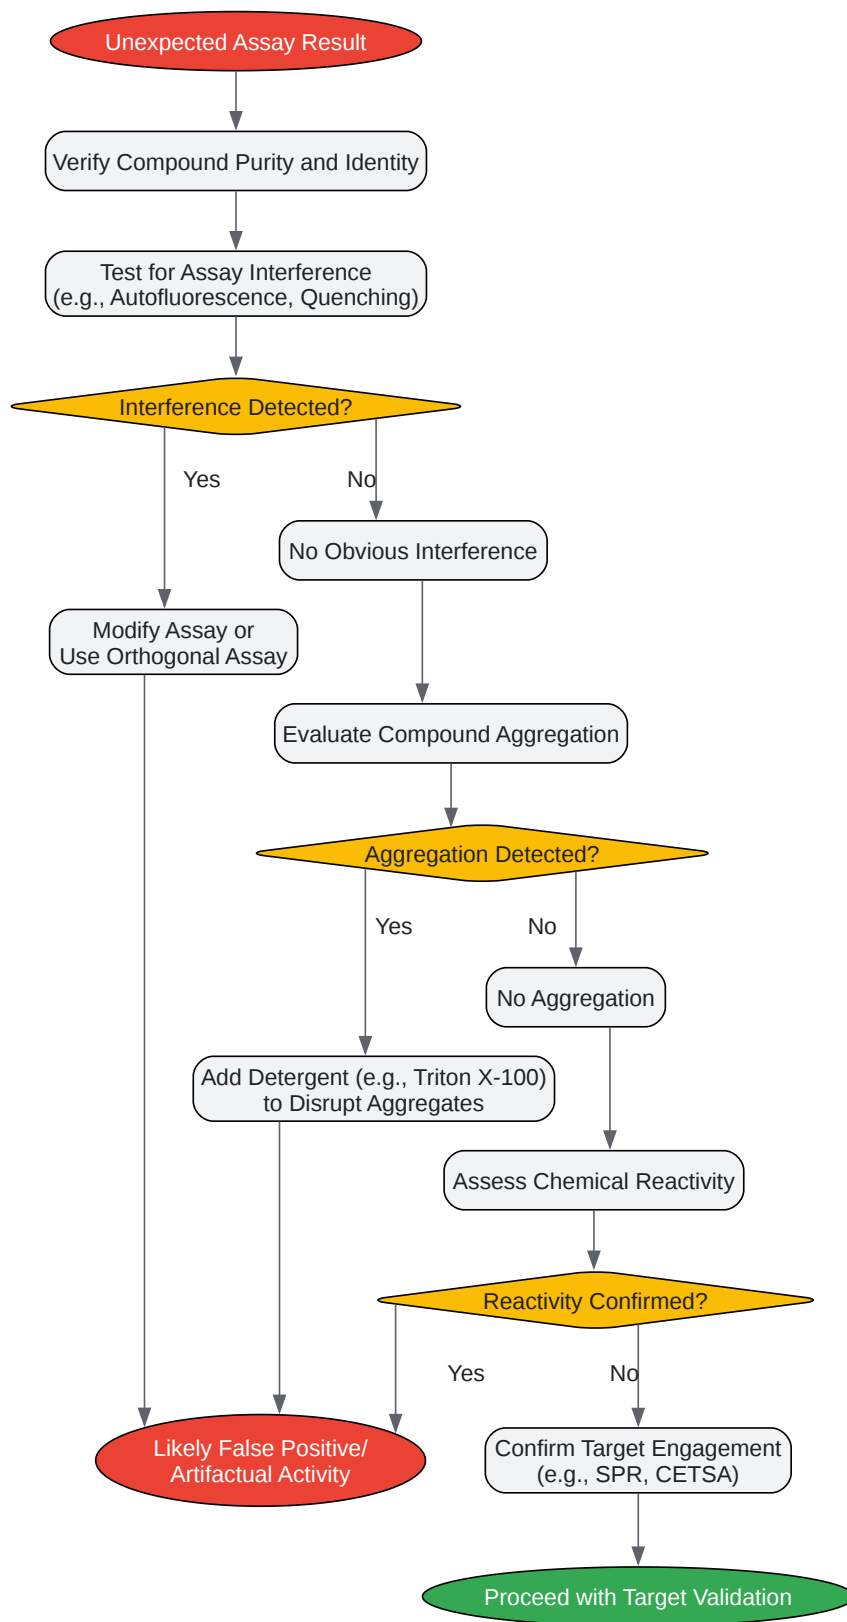 Unexpected Assay Result
Verify Compound Purity and Identity
Test for Assay Interference
(e.g., Autofluorescence, Quenching)
Interference Detected?
Yes
No
No Obvious Interference
Modify Assay or
Use Orthogonal Assay
Evaluate Compound Aggregation
Aggregation Detected?
Yes
No
No Aggregation
Add Detergent (e.g., Triton X-100)
to Disrupt Aggregates
Assess Chemical Reactivity
Reactivity Confirmed?
Yes
No
Likely False Positive/
Artifactual Activity
Confirm Target Engagement
(e.g., SPR, CETSA)
Proceed with Target Validation